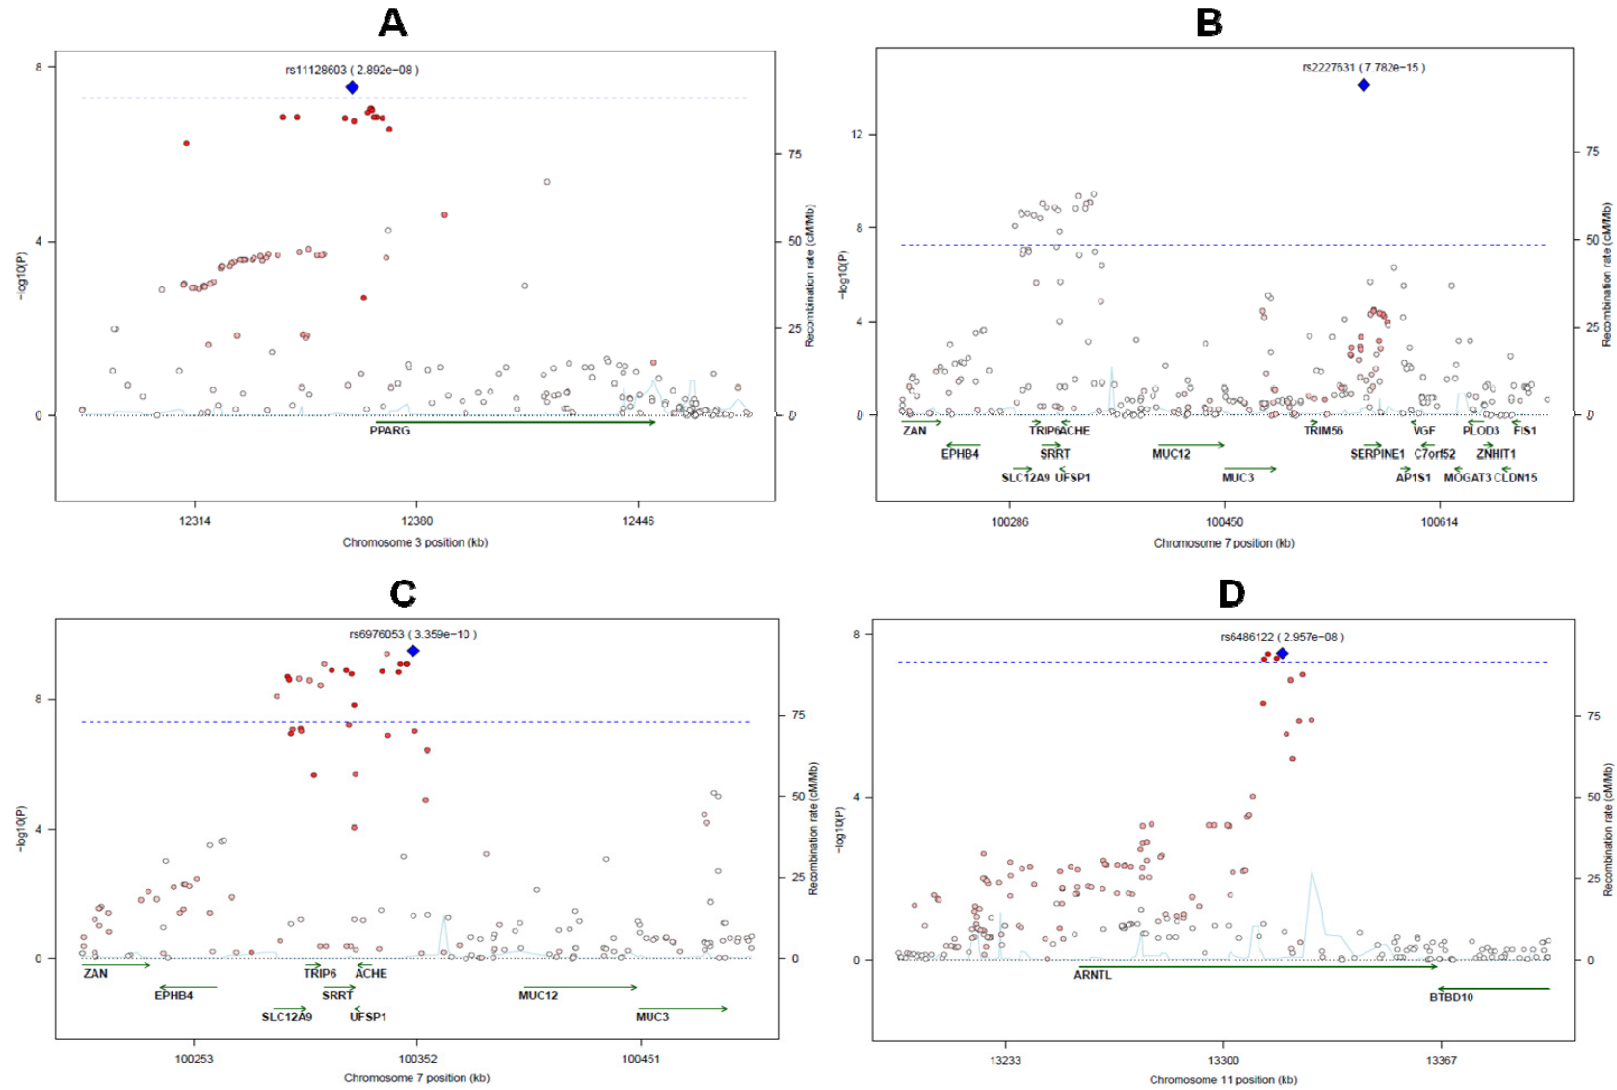 A
rs11128603 ( 2.892e−08 )
8
4
0
−log10(P)
75
50
25
0
Recombination rate (cM/Mb)
PPARG
12314
12380
12446
Chromosome 3 position (kb)
B
rs2227631 ( 7.782e−15 )
12
8
4
0
−log10(P)
75
50
25
0
Recombination rate (cM/Mb)
ZAN TRIP6 ACHE TRIM56 VGF PLOD3 FIS1
EPHB4 SRRT MUC12 SERPINE1 C7orf52 ZNHIT1
SLC12A9 UFSP1 MUC3 AP1S1 MOGAT3 CLDN15
100286
100450
100614
Chromosome 7 position (kb)
C
rs6976053 ( 3.359e−10 )
8
4
0
−log10(P)
75
50
25
0
Recombination rate (cM/Mb)
ZAN TRIP6 ACHE
EPHB4 SRRT MUC12
SLC12A9 UFSP1 MUC3
100253
100352
100451
Chromosome 7 position (kb)
D
rs6486122 ( 2.957e−08 )
8
4
0
−log10(P)
75
50
25
0
Recombination rate (cM/Mb)
ARNTL
BTBD10
13233
13300
13367
Chromosome 11 position (kb)